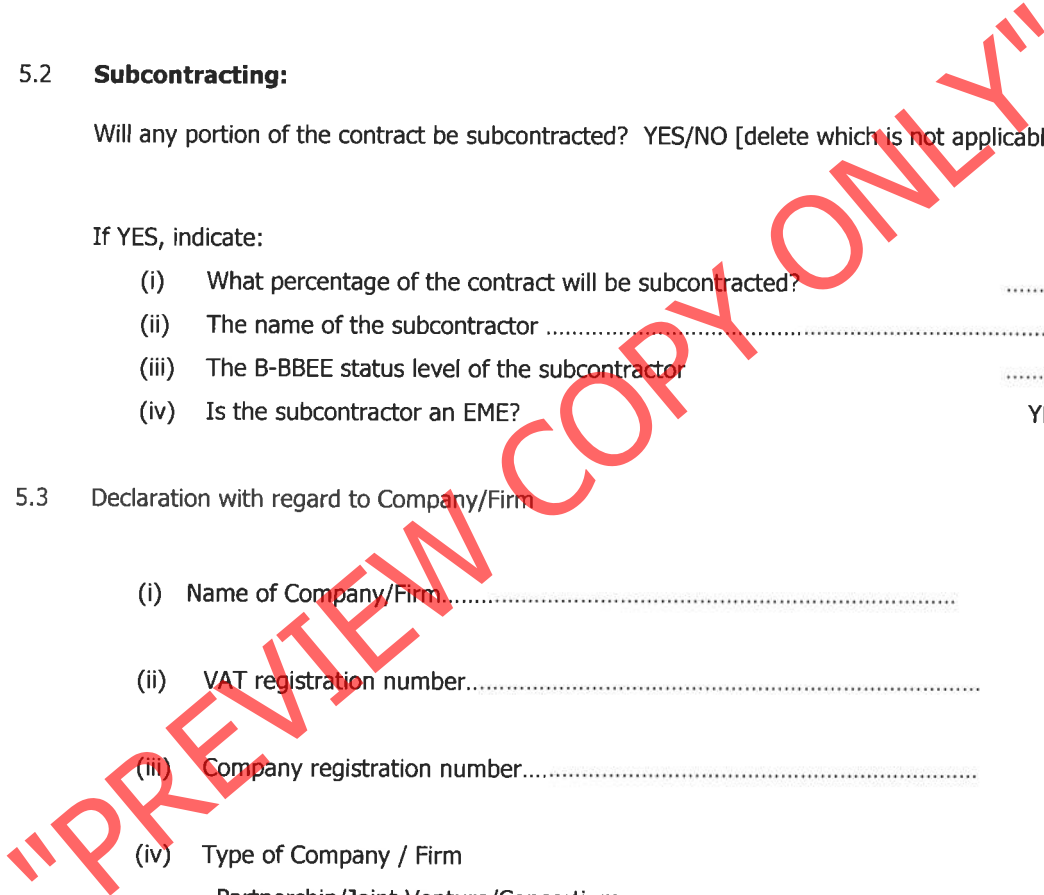 5.2 Subcontracting:
Will any portion of the contract be subcontracted? YES/NO [delete which is not applicabl
If YES, indicate:
(i) What percentage of the contract will be subcontracted? ......
(ii) The name of the subcontractor ......................................................................................
(iii) The B-BBEE status level of the subcontractor ......
(iv) Is the subcontractor an EME? Y
5.3 Declaration with regard to Company/Firm
(i) Name of Company/Firm..............................................................................
(ii) VAT registration number..............................................................................
(iii) Company registration number.....................................................................
(iv) Type of Company / Firm
Partnership/Joint Venture/Consortium
"PREVIEW COPY ONLY"